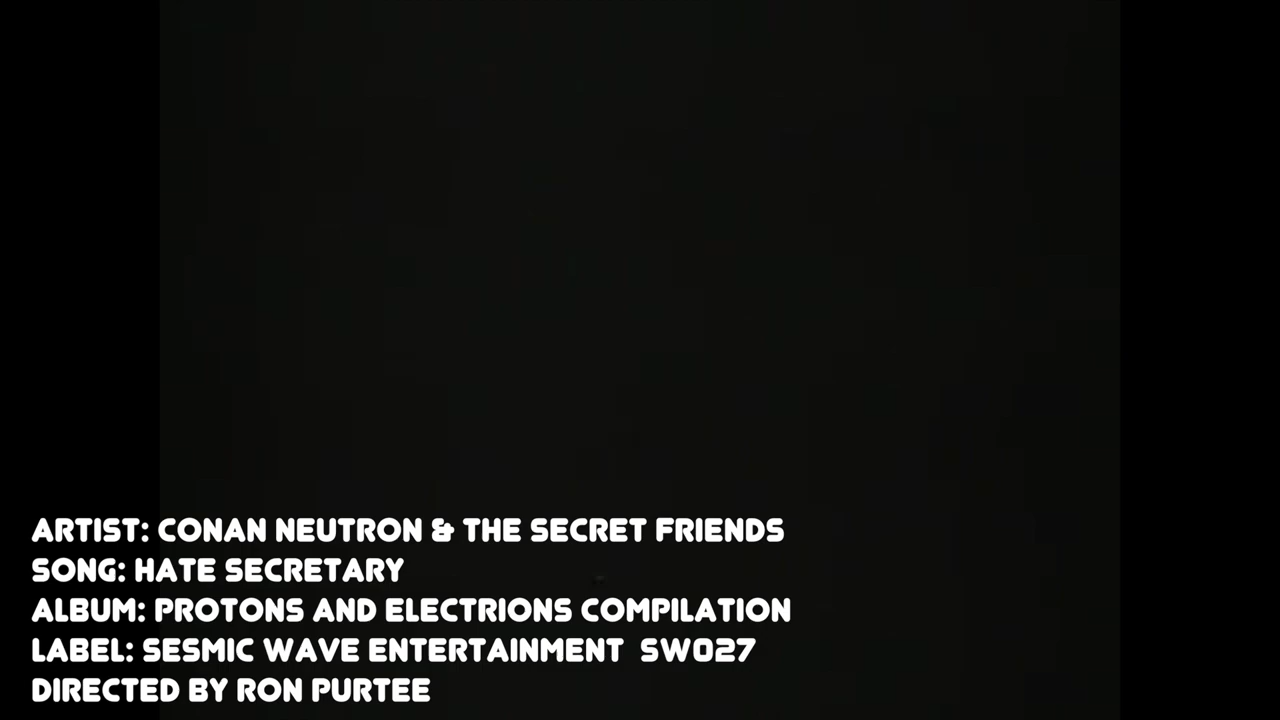 ARTIST: CONAN NEUTRON & THE SECRET FRIENDS
SONG: HATE SECRETARY
ALBUM: PROTONS AND ELECTRIONS COMPILATION
LABEL: SESMIC WAVE ENTERTAINMENT  SW027
DIRECTED BY RON PURTEE